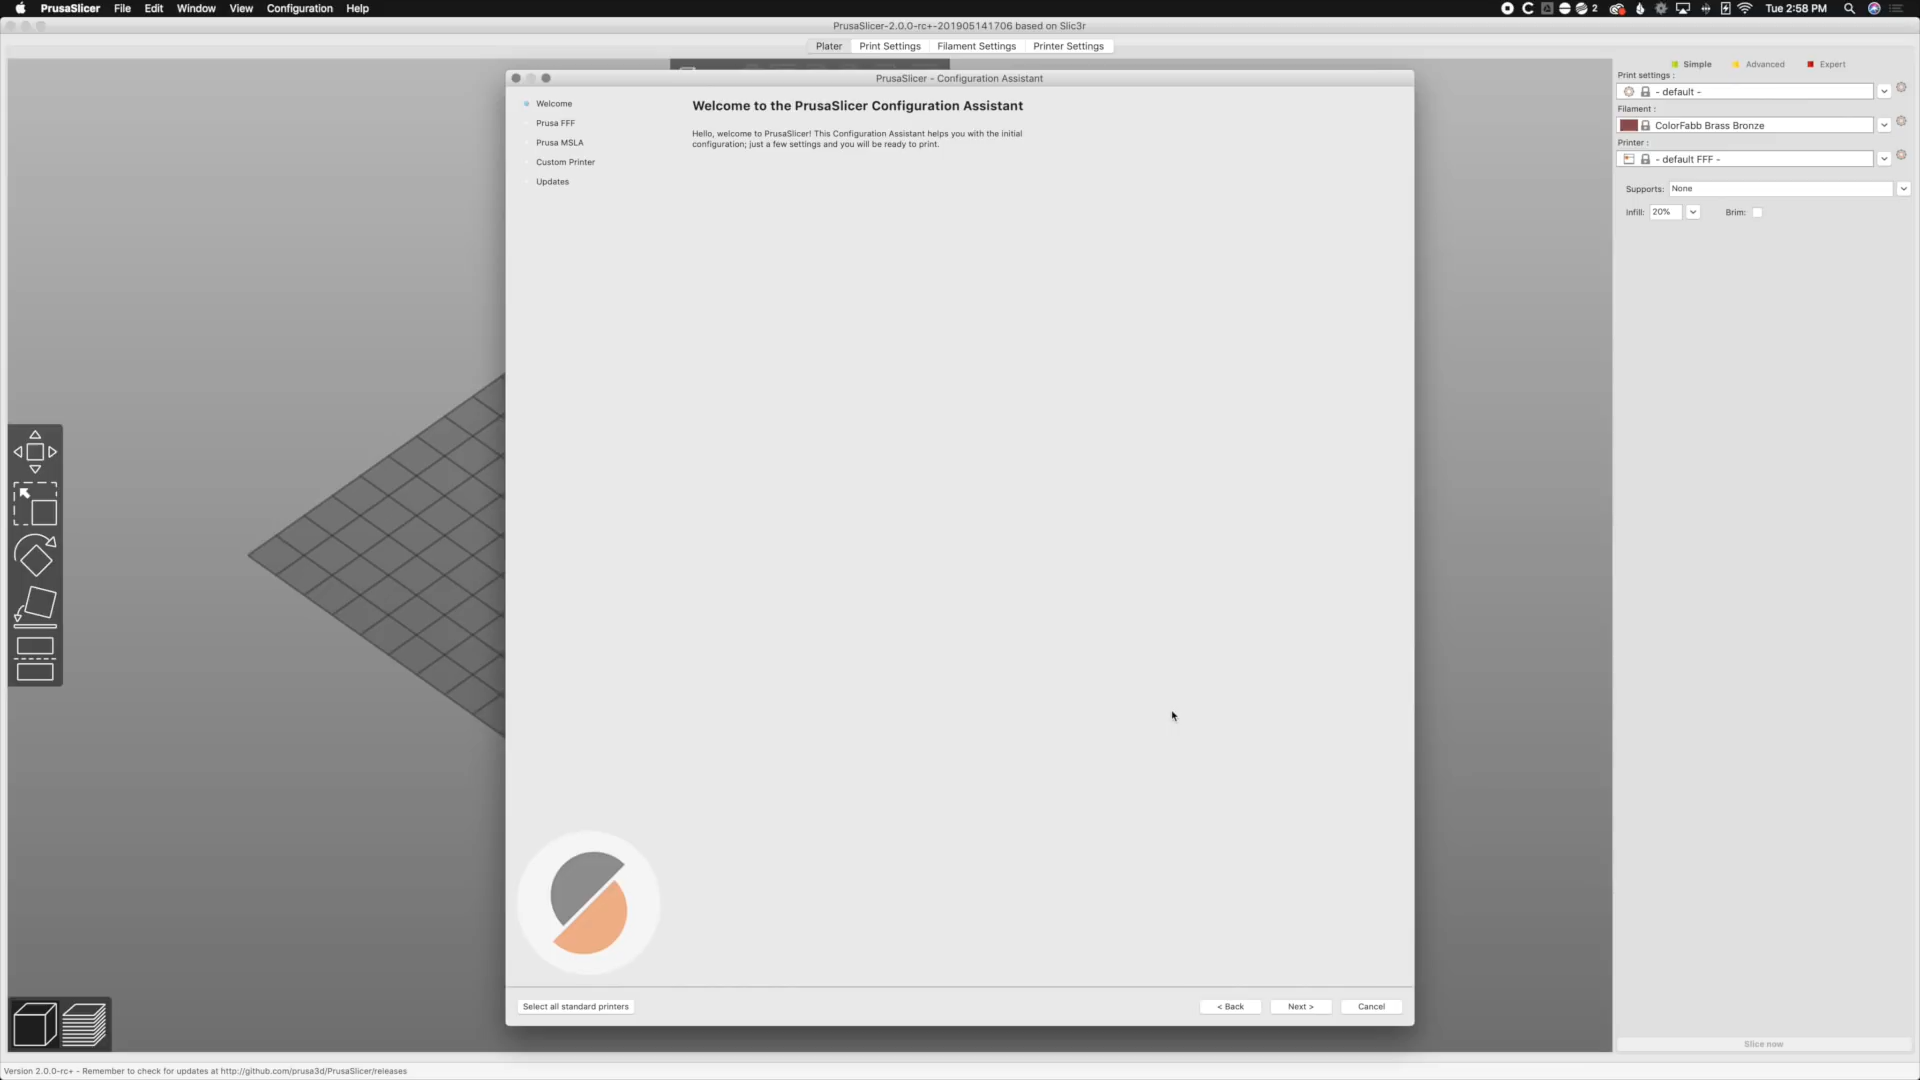 PrusaSlicer File Edit Window View Configuration Help
2 Tue 2:58 PM
PrusaSlicer-2.0.0-rc+-201905141706 based on Slic3r
Plater Print Settings Filament Settings Printer Settings
Simple Advanced Expert
Print settings :
- default -
Filament :
ColorFabb Brass Bronze
Printer :
- default FFF -
Supports: None
Infill: 20% Brim:
PrusaSlicer - Configuration Assistant
Welcome
Prusa FFF
Prusa MSLA
Custom Printer
Updates
Welcome to the PrusaSlicer Configuration Assistant
Hello, welcome to PrusaSlicer! This Configuration Assistant helps you with the initial
configuration; just a few settings and you will be ready to print.
Select all standard printers < Back Next > Cancel
Slice now
Version 2.0.0-rc+ - Remember to check for updates at http://github.com/prusa3d/PrusaSlicer/releases